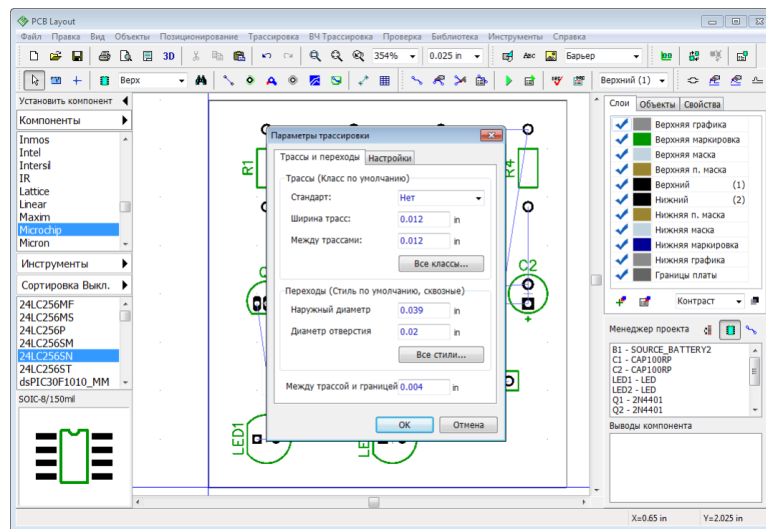 PCB Layout
Файл Правка Вид Объекты Позиционирование Трассировка ВЧ Трассировка Проверка Библиотека Инструменты Справка
3D 354% 0.025 in Abc Барьер
Верх Верхний (1)
Установить компонент
Компоненты
Inmos
Intel
Intersil
IR
Lattice
Linear
Maxim
Microchip
Micron
Инструменты
Сортировка Выкл.
24LC256MF
24LC256MS
24LC256P
24LC256SM
24LC256SN
24LC256ST
dsPIC30F1010_MM
SOIC-8/150mil
R1
R4
C2
+
LED1
Параметры трассировки
Трассы и переходы Настройки
Трассы (Класс по умолчанию)
Стандарт: Нет
Ширина трасс: 0.012 in
Между трассами: 0.012 in
Все классы...
Переходы (Стиль по умолчанию, сквозные)
Наружный диаметр 0.039 in
Диаметр отверстия 0.02 in
Все стили...
Между трассой и границей 0.004 in
OK Отмена
Слои Объекты Свойства
Верхняя графика
Верхняя маркировка
Верхняя маска
Верхняя п. маска
Верхний (1)
Нижний (2)
Нижняя п. маска
Нижняя маска
Нижняя маркировка
Нижняя графика
Границы платы
Контраст
Менеджер проекта
B1 - SOURCE_BATTERY2
C1 - CAP100RP
C2 - CAP100RP
LED1 - LED
LED2 - LED
Q1 - 2N4401
Q2 - 2N4401
Выводы компонента
X=0.65 in Y=2.025 in